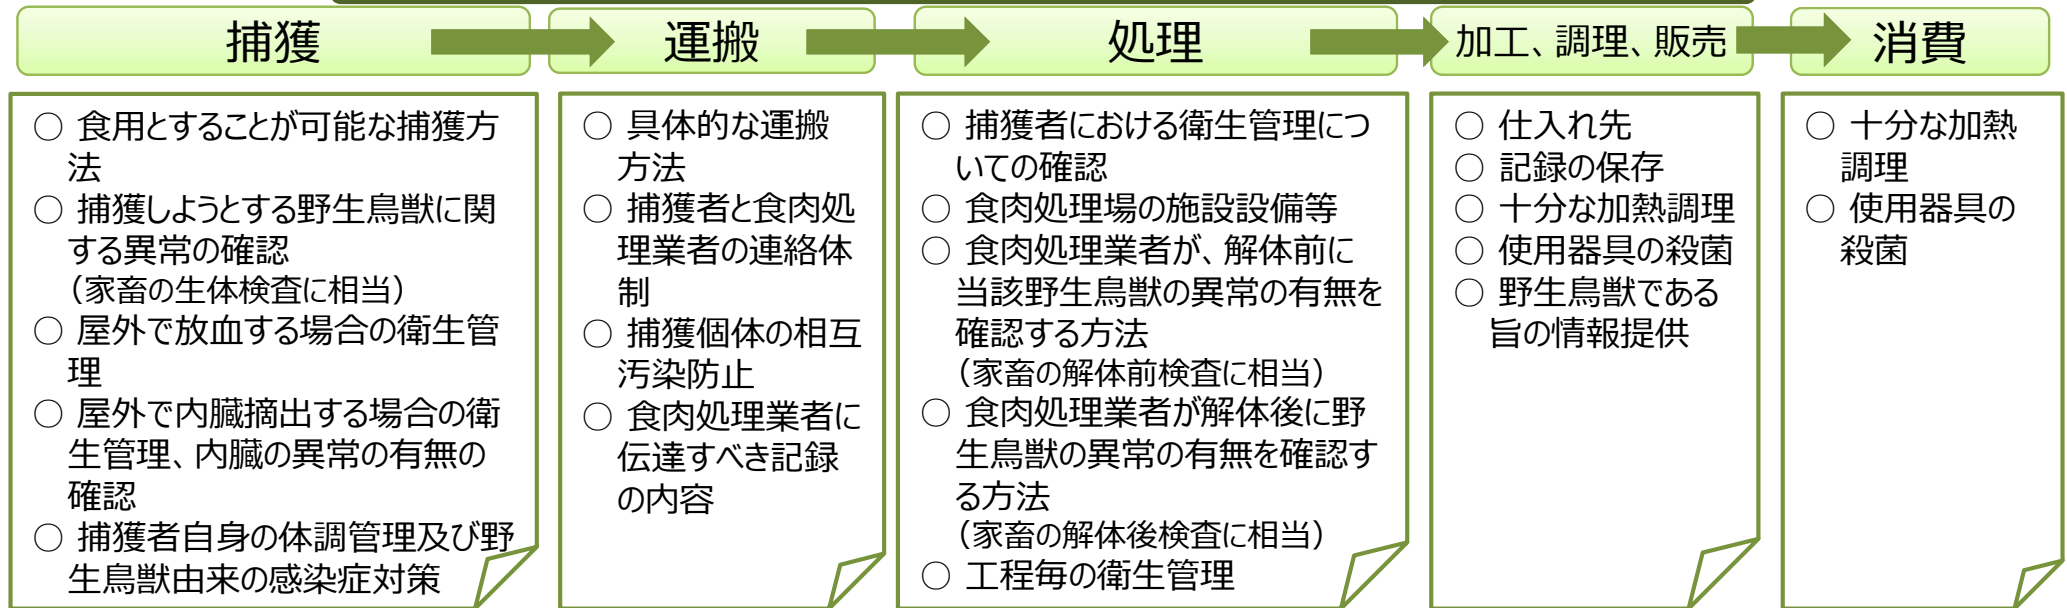 捕獲
運搬
処理
加工、調理、販売
消費
○ 食用とすることが可能な捕獲方
法
○ 捕獲しようとする野生鳥獣に関
する異常の確認
（家畜の生体検査に相当）
○ 屋外で放血する場合の衛生管
理
○ 屋外で内臓摘出する場合の衛
生管理、内臓の異常の有無の
確認
○ 捕獲者自身の体調管理及び野
生鳥獣由来の感染症対策
○ 具体的な運搬
方法
○ 捕獲者と食肉処
理業者の連絡体
制
○ 捕獲個体の相互
汚染防止
○ 食肉処理業者に
伝達すべき記録
の内容
○ 捕獲者における衛生管理につ
いての確認
○ 食肉処理場の施設設備等
○ 食肉処理業者が、解体前に
当該野生鳥獣の異常の有無を
確認する方法
（家畜の解体前検査に相当）
○ 食肉処理業者が解体後に野
生鳥獣の異常の有無を確認す
る方法
（家畜の解体後検査に相当）
○ 工程毎の衛生管理
○ 仕入れ先
○ 記録の保存
○ 十分な加熱調理
○ 使用器具の殺菌
○ 野生鳥獣である
旨の情報提供
○ 十分な加熱
調理
○ 使用器具の
殺菌